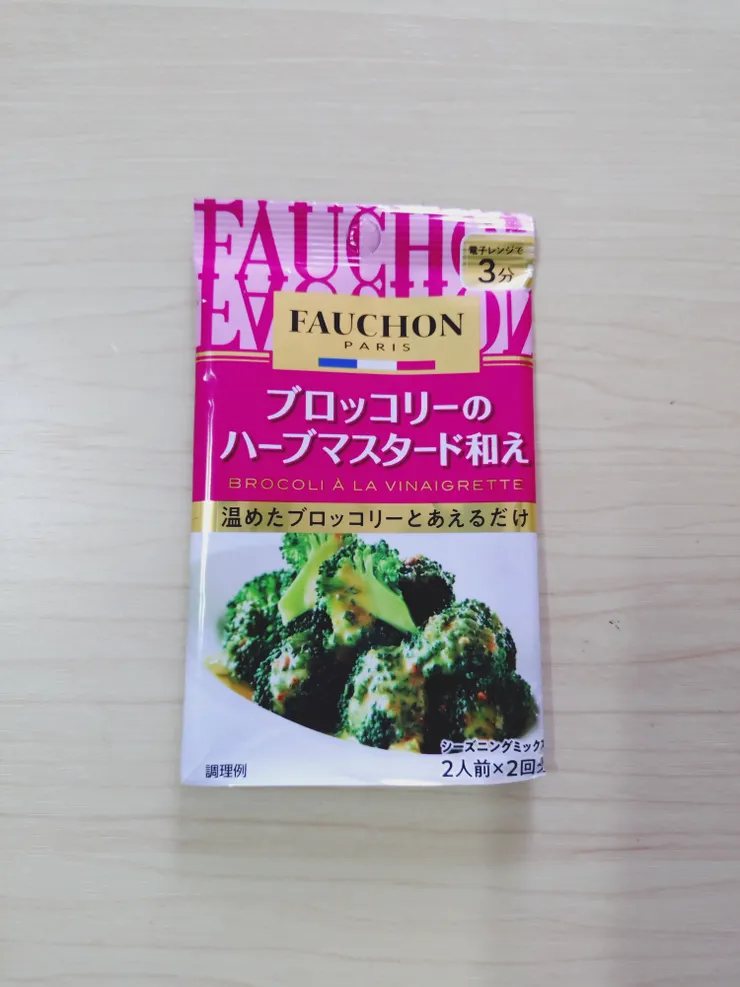 FAUCHON
電子レンジで
3分
FAUCHON
PARIS
ブロッコリーの
ハーブマスタード和え
BROCOLI À LA VINAIGRETTE
温めたブロッコリーとあえるだけ
シーズニングミックス
2人前×2回
調理例